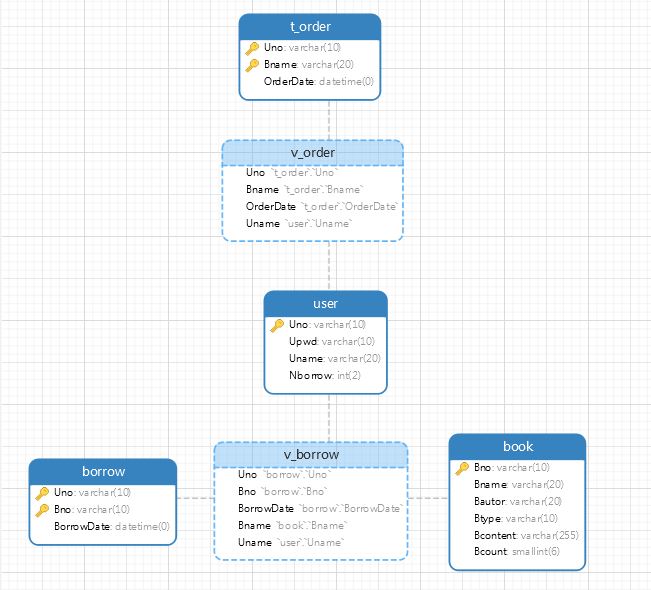 t_order
Uno: varchar(10)
Bname: varchar(20)
OrderDate: datetime(0)
v_order
Uno `t_order`.`Uno`
Bname `t_order`.`Bname`
OrderDate `t_order`.`OrderDate`
Uname `user`.`Uname`
user
Uno: varchar(10)
Upwd: varchar(10)
Uname: varchar(20)
Nborrow: int(2)
borrow
Uno: varchar(10)
Bno: varchar(10)
BorrowDate: datetime(0)
v_borrow
Uno `borrow`.`Uno`
Bno `borrow`.`Bno`
BorrowDate `borrow`.`BorrowDate`
Bname `book`.`Bname`
Uname `user`.`Uname`
book
Bno: varchar(10)
Bname: varchar(20)
Bautor: varchar(20)
Btype: varchar(10)
Bcontent: varchar(255)
Bcount: smallint(6)